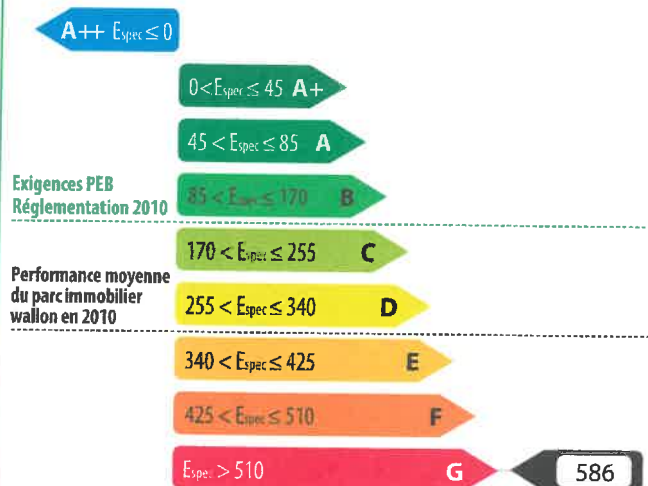 A++ Espec ≤ 0
0 < Espec ≤ 45 A+
45 < Espec ≤ 85 A
Exigences PEB
Réglementation 2010
85 < Espec ≤ 170 B
170 < Espec ≤ 255 C
Performance moyenne
du parc immobilier
wallon en 2010
255 < Espec ≤ 340 D
340 < Espec ≤ 425 E
425 < Espec ≤ 510 F
Espec > 510 G
586